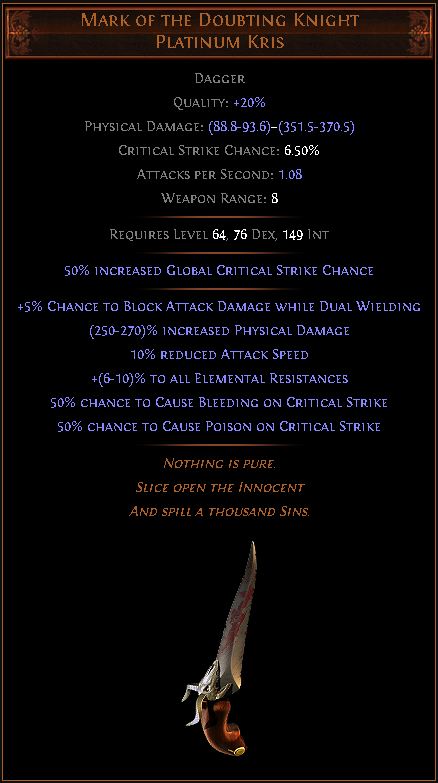 Mark of the Doubting Knight
Platinum Kris
Dagger
Quality: +20%
Physical Damage: (88.8-93.6)–(351.5-370.5)
Critical Strike Chance: 6.50%
Attacks per Second: 1.08
Weapon Range: 8
Requires Level 64, 76 Dex, 149 Int
50% increased Global Critical Strike Chance
+5% Chance to Block Attack Damage while Dual Wielding
(250-270)% increased Physical Damage
10% reduced Attack Speed
+(6-10)% to all Elemental Resistances
50% chance to Cause Bleeding on Critical Strike
50% chance to Cause Poison on Critical Strike
Nothing is pure.
Slice open the Innocent
And spill a thousand Sins.